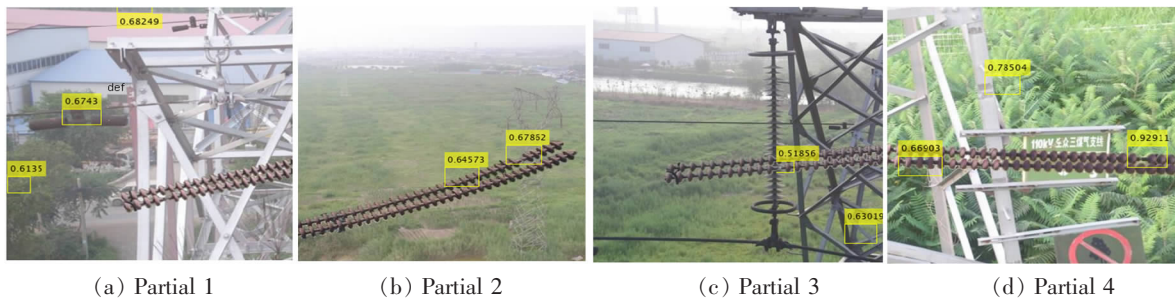 0.68249
def
0.6743
0.6135
0.67852
0.64573
0.51856
0.63019
0.78504
0.92911
0.66903
110kV
(a) Partial 1
(b) Partial 2
(c) Partial 3
(d) Partial 4